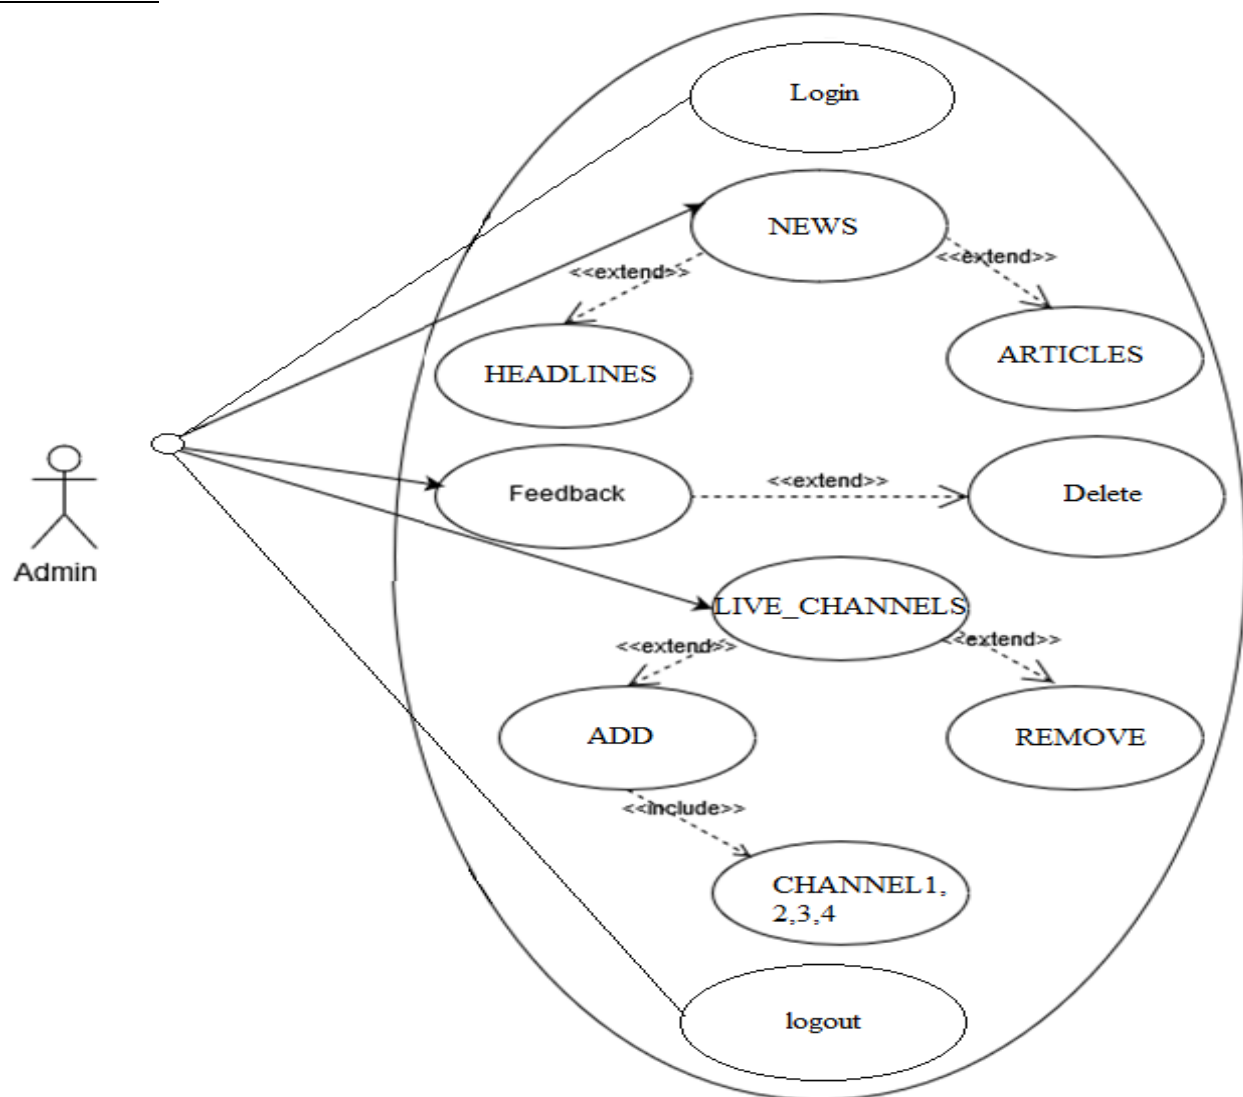 Login
NEWS
<<extend>>
<<extend>>
HEADLINES
ARTICLES
Feedback
<<extend>>
Delete
Admin
LIVE_CHANNELS
<<extend>>
<<extend>>
ADD
REMOVE
<<include>>
CHANNEL1,
2,3,4
logout